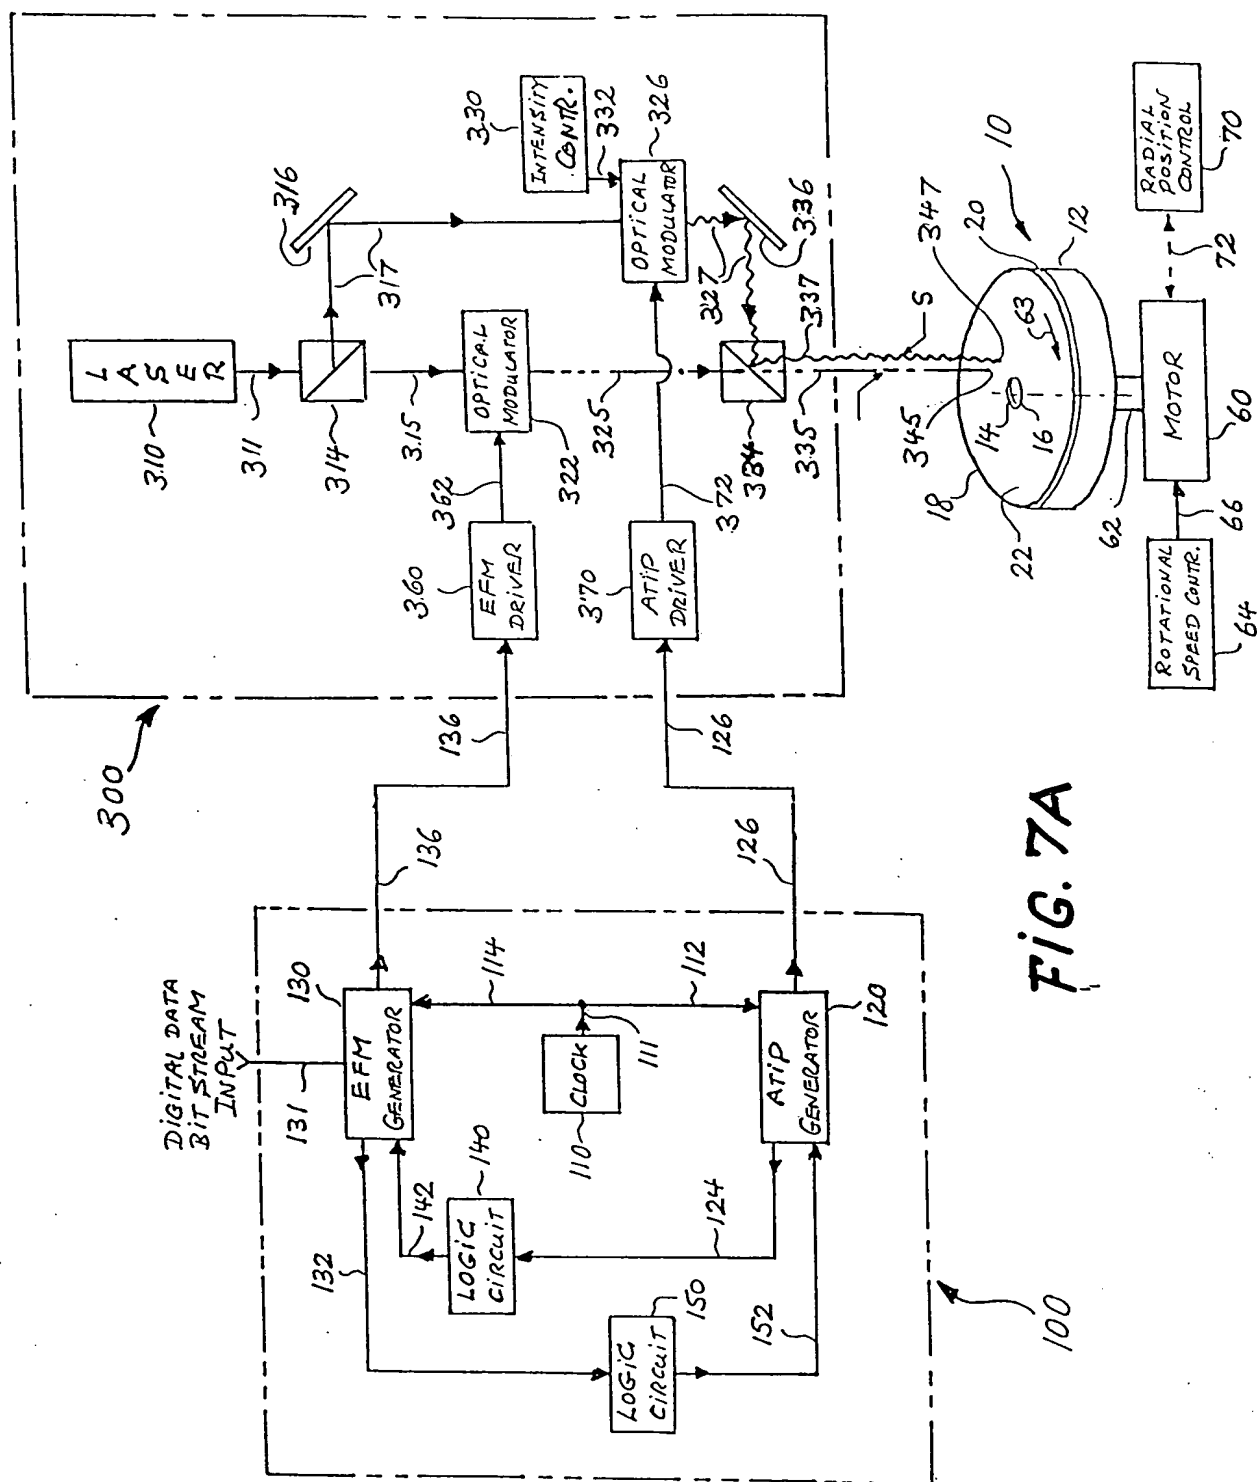 310
LASER
311
314
315
316
317
330
INTENSITY
CONTR.
332
326
OPTICAL
MODULATOR
322
OPTICAL
MODULATOR
362
360
EFM
DRIVER
325
327
336
334
337
335
372
370
ATIP
DRIVER
S
345
347
300
136
136
126
126
10
20
12
18
22
14
16
63
62
MOTOR
60
66
ROTATIONAL
SPEED CONTR.
64
RADIAL
POSITION
CONTROL
70
72
DIGITAL DATA
BIT STREAM
INPUT
131
130
EFM
GENERATOR
114
112
111
CLOCK
110
120
ATIP
GENERATOR
132
142
140
LOGIC
CIRCUIT
124
150
LOGIC
CIRCUIT
152
100
FIG. 7A